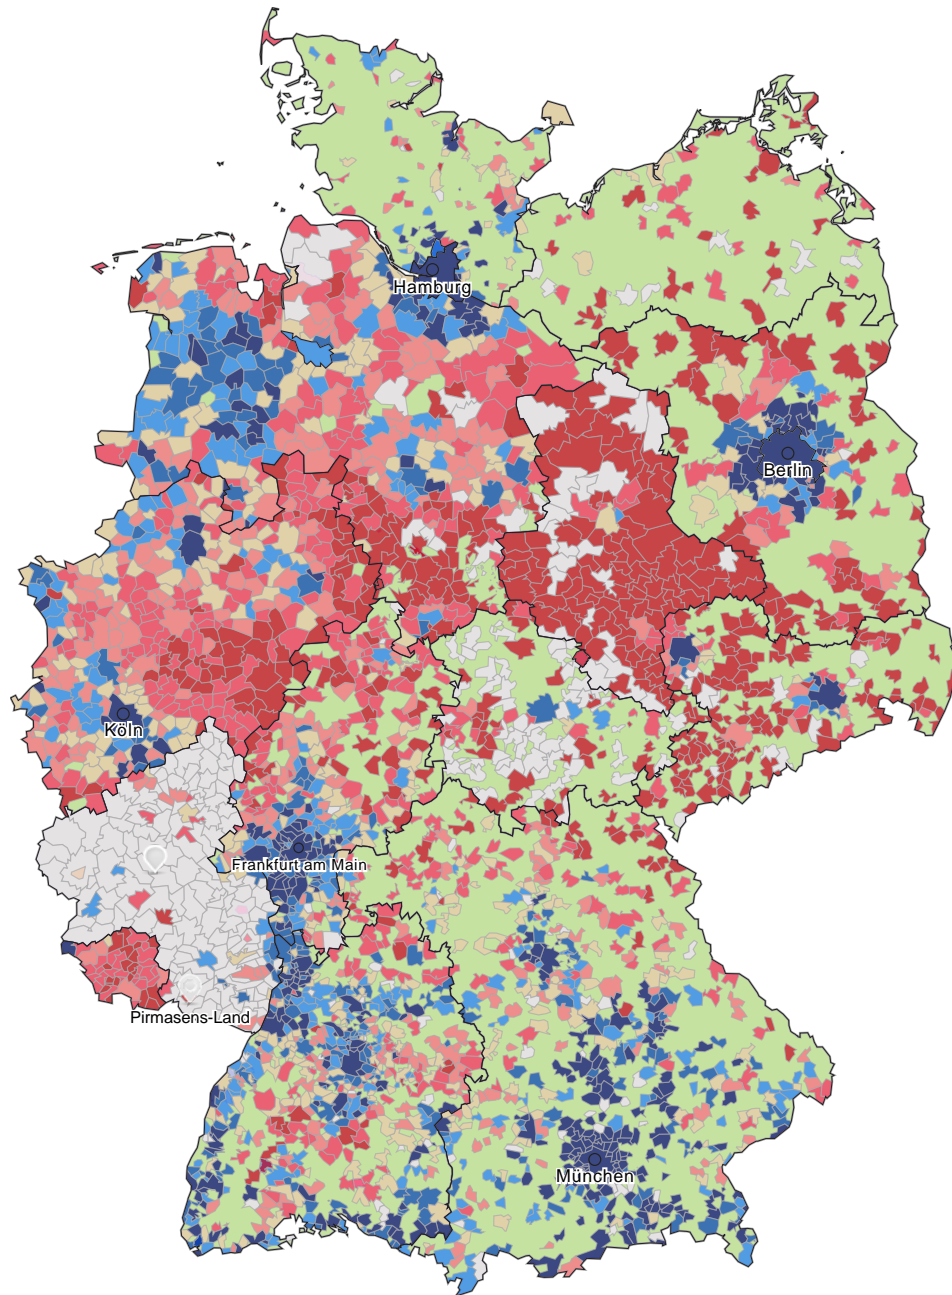 Hamburg
Berlin
Köln
Frankfurt am Main
Pirmasens-Land
München